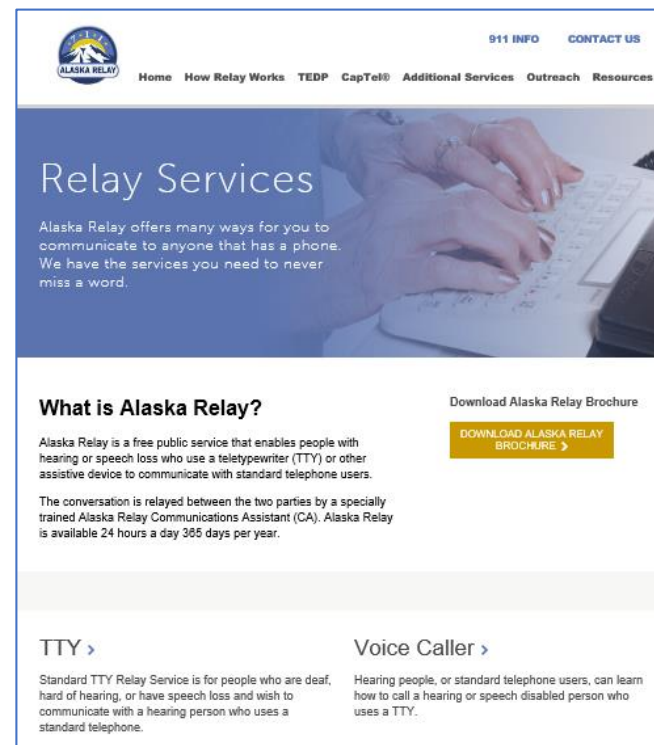 7·1·1
ALASKA RELAY
911 INFO CONTACT US
Home How Relay Works TEDP CapTel® Additional Services Outreach Resources
Relay Services
Alaska Relay offers many ways for you to
communicate to anyone that has a phone.
We have the services you need to never
miss a word.
What is Alaska Relay?
Alaska Relay is a free public service that enables people with
hearing or speech loss who use a teletypewriter (TTY) or other
assistive device to communicate with standard telephone users.
The conversation is relayed between the two parties by a specially
trained Alaska Relay Communications Assistant (CA). Alaska Relay
is available 24 hours a day 365 days per year.
Download Alaska Relay Brochure
DOWNLOAD ALASKA RELAY
BROCHURE ›
TTY ›
Standard TTY Relay Service is for people who are deaf,
hard of hearing, or have speech loss and wish to
communicate with a hearing person who uses a
standard telephone.
Voice Caller ›
Hearing people, or standard telephone users, can learn
how to call a hearing or speech disabled person who
uses a TTY.